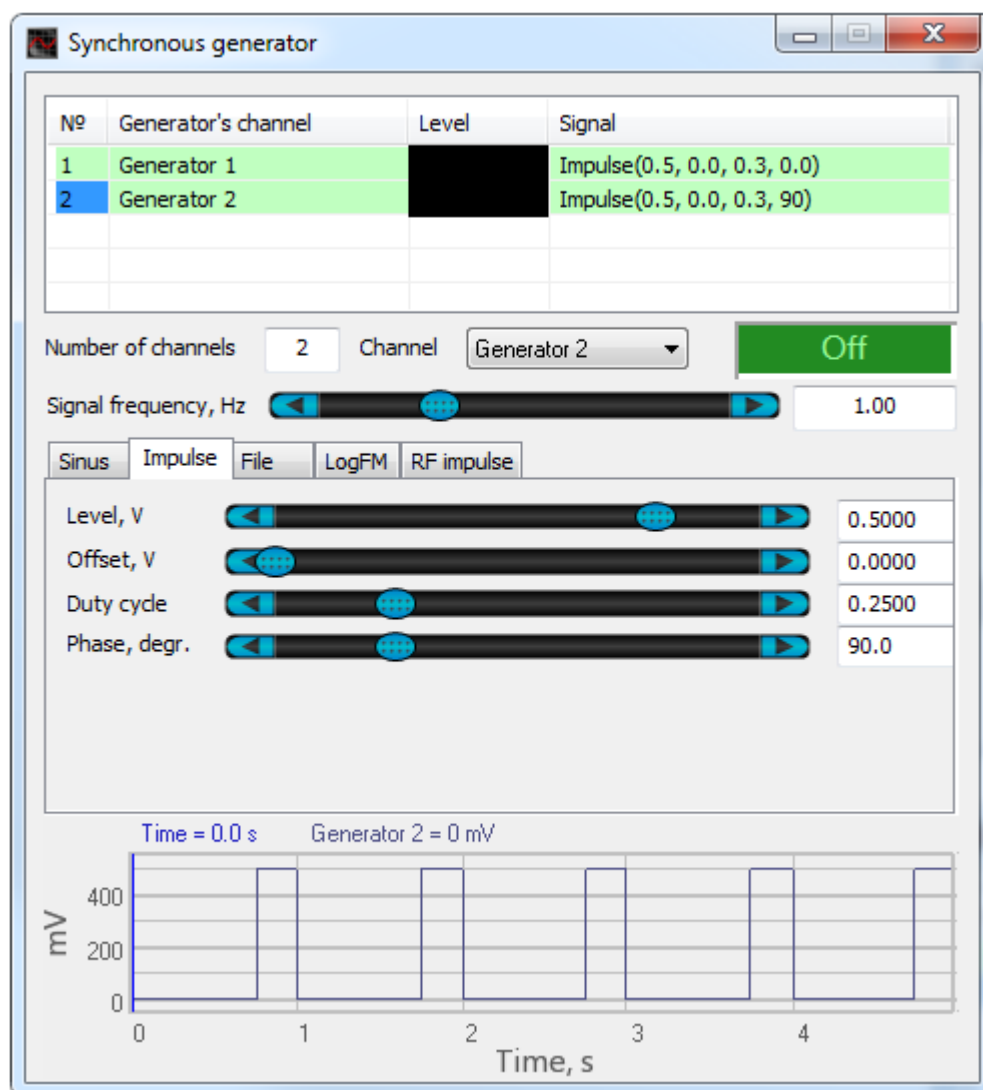 Synchronous generator
Nº Generator's channel Level Signal
1 Generator 1 Impulse(0.5, 0.0, 0.3, 0.0)
2 Generator 2 Impulse(0.5, 0.0, 0.3, 90)
Number of channels 2 Channel Generator 2 Off
Signal frequency, Hz 1.00
Sinus Impulse File LogFM RF impulse
Level, V 0.5000
Offset, V 0.0000
Duty cycle 0.2500
Phase, degr. 90.0
Time = 0.0 s Generator 2 = 0 mV
400
mV
200
0
0 1 2 3 4
Time, s